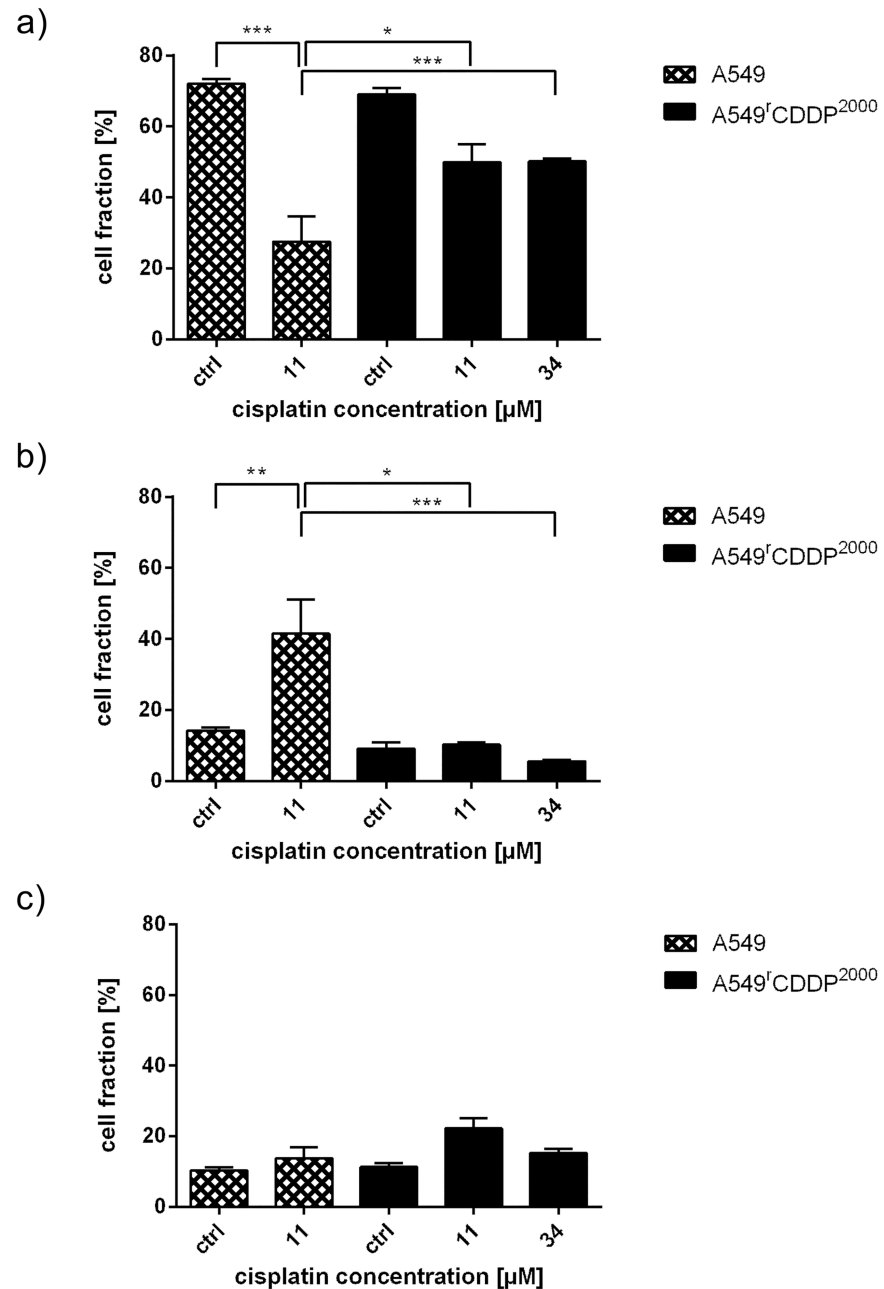 a)
*** *
***
80
60
40
20
0
cell fraction [%]
ctrl 11 ctrl 11 34
cisplatin concentration [µM]
A549
A549ʳCDDP²⁰⁰⁰
b)
** *
***
80
60
40
20
0
cell fraction [%]
ctrl 11 ctrl 11 34
cisplatin concentration [µM]
A549
A549ʳCDDP²⁰⁰⁰
c)
80
60
40
20
0
cell fraction [%]
ctrl 11 ctrl 11 34
cisplatin concentration [µM]
A549
A549ʳCDDP²⁰⁰⁰